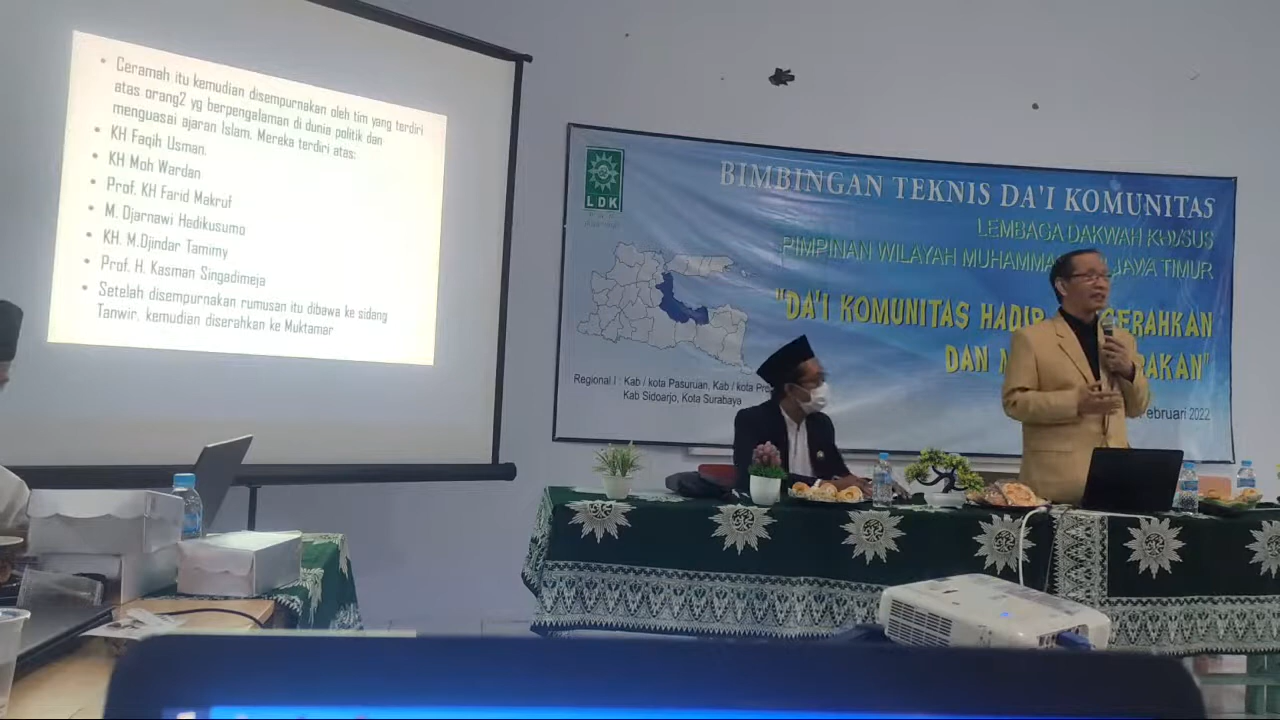 • Ceramah itu kemudian disempurnakan oleh tim yang terdiri
atas orang2 yg berpengalaman di dunia politik dan
menguasai ajaran Islam. Mereka terdiri atas:
• KH Faqih Usman.
• KH Moh Wardan
• Prof. KH Farid Makruf
• M. Djarnawi Hadikusumo
• KH. M.Djindar Tamimy
• Prof. H. Kasman Singadimeja
• Setelah disempurnakan rumusan itu dibawa ke sidang
Tanwir, kemudian diserahkan ke Muktamar
LDK
BIMBINGAN TEKNIS DA'I KOMUNITAS
LEMBAGA DAKWAH KHUSUS
PIMPINAN WILAYAH MUHAMMA JAWA TIMUR
"DA'I KOMUNITAS HADIR CERAHKAN
DAN M RAKAN"
Regional I : Kab / kota Pasuruan, Kab / kota Pro
Kab Sidoarjo, Kota Surabaya
Februari 2022